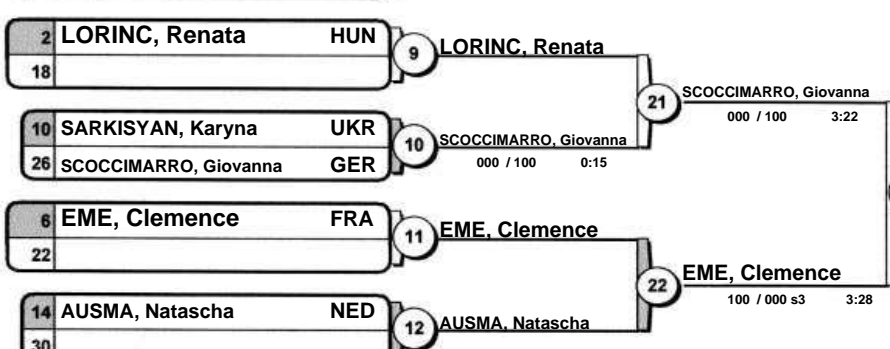 2 LORINC, Renata HUN
18
9 LORINC, Renata
21 SCOCCIMARRO, Giovanna
000 / 100 3:22
10 SARKISYAN, Karyna UKR
26 SCOCCIMARRO, Giovanna GER
10 SCOCCIMARRO, Giovanna
000 / 100 0:15
6 EME, Clemence FRA
22
11 EME, Clemence
22 EME, Clemence
100 / 000 s3 3:28
14 AUSMA, Natascha NED
30
12 AUSMA, Natascha